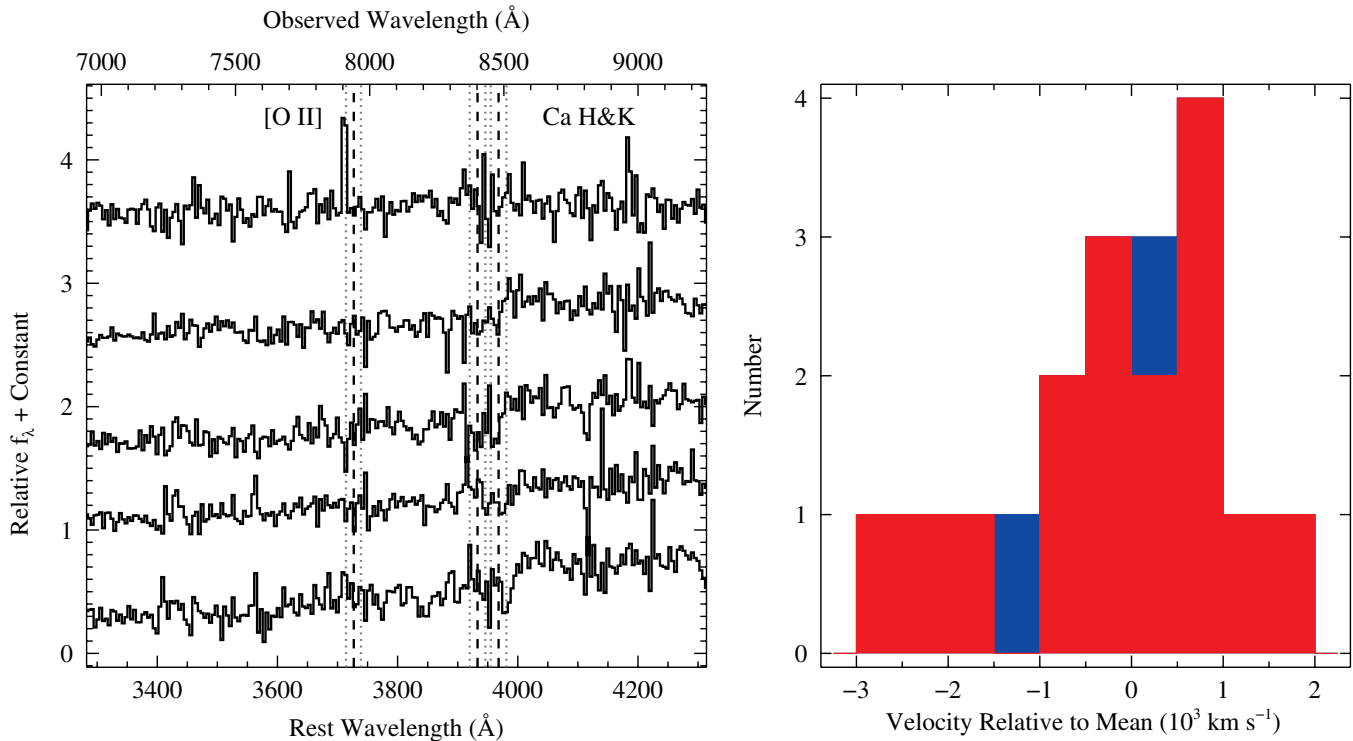 Observed Wavelength (Å)
7000 7500 8000 8500 9000
[O II] Ca H&K
4
3
2
1
0
Relative f_λ + Constant
3400 3600 3800 4000 4200
Rest Wavelength (Å)
4
3
2
1
0
Number
−3 −2 −1 0 1 2
Velocity Relative to Mean (10³ km s⁻¹)